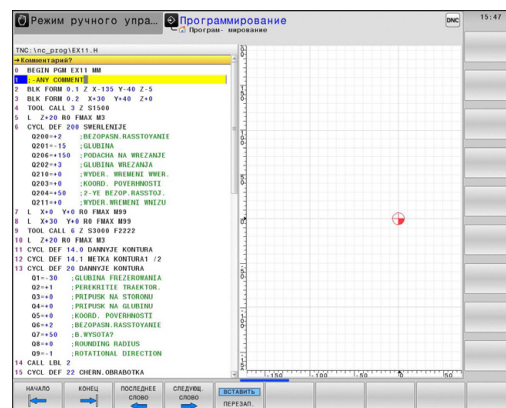 Режим ручного упра…
Программирование
Програм- мирование
DNC
15:47
TNC:\nc_prog\EX11.H
→Комментарий?
0 BEGIN PGM EX11 MM
1 ;-ANY COMMENT
2 BLK FORM 0.1 Z X-135 Y-40 Z-5
3 BLK FORM 0.2 X+30 Y+40 Z+0
4 TOOL CALL 3 Z S1500
5 L Z+20 R0 FMAX M3
6 CYCL DEF 200 SWERLENIJE
Q200=+2 ;BEZOPASN.RASSTOYANIE
Q201=-15 ;GLUBINA
Q206=+150 ;PODACHA NA WREZANJE
Q202=+3 ;GLUBINA WREZANJA
Q210=+0 ;WYDER. WREMENI WWER.
Q203=+0 ;KOORD. POVERHNOSTI
Q204=+50 ;2-YE BEZOP.RASSTOJ.
Q211=+0 ;WYDER.WREMENI WNIZU
7 L X+0 Y+0 R0 FMAX M99
8 L X+30 Y+0 R0 FMAX M99
9 TOOL CALL 6 Z S3000 F2222
10 L Z+20 R0 FMAX M3
11 CYCL DEF 14.0 DANNYJE KONTURA
12 CYCL DEF 14.1 METKA KONTURA1 /2
13 CYCL DEF 20 DANNYJE KONTURA
Q1=-30 ;GLUBINA FREZEROWANIA
Q2=+1 ;PEREKRITIE TRAEKTOR.
Q3=+0 ;PRIPUSK NA STORONU
Q4=+0 ;PRIPUSK NA GLUBINU
Q5=+0 ;KOORD. POVERHNOSTI
Q6=+2 ;BEZOPASN.RASSTOYANIE
Q7=+50 ;B.WYSOTA?
Q8=+0 ;ROUNDING RADIUS
Q9=-1 ;ROTATIONAL DIRECTION
14 CALL LBL 2
15 CYCL DEF 22 CHERN.OBRABOTKA
-150 -100 -50 0 50
НАЧАЛО
КОНЕЦ
ПОСЛЕДНЕЕ СЛОВО
СЛЕДУЮЩ. СЛОВО
ВСТАВИТЬ
ПЕРЕЗАП.